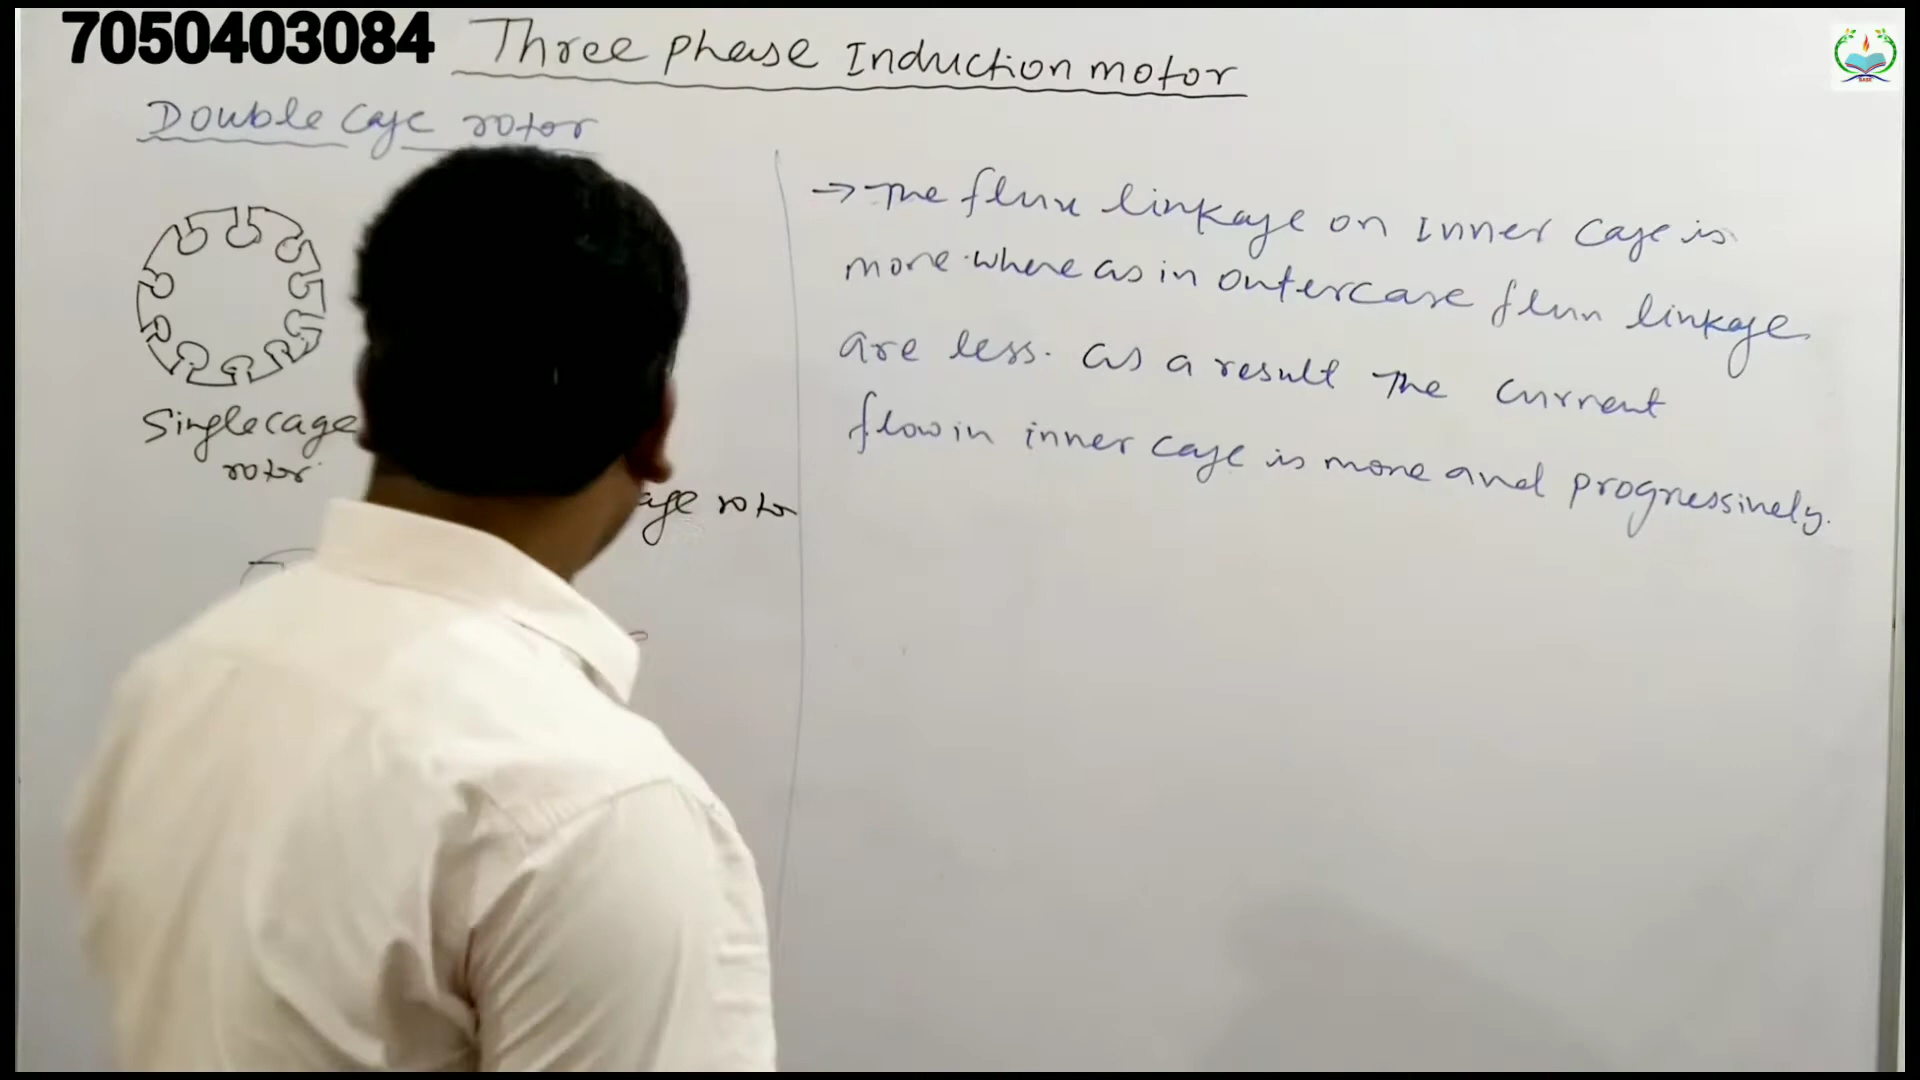 7050403084
Three phase Induction motor
Double cage rotor
→ The flux linkage on Inner cage is
more where as in outercage flux linkage
are less. as a result The current
flow in inner cage is more and progressively.
Single cage
rotor
age rotor